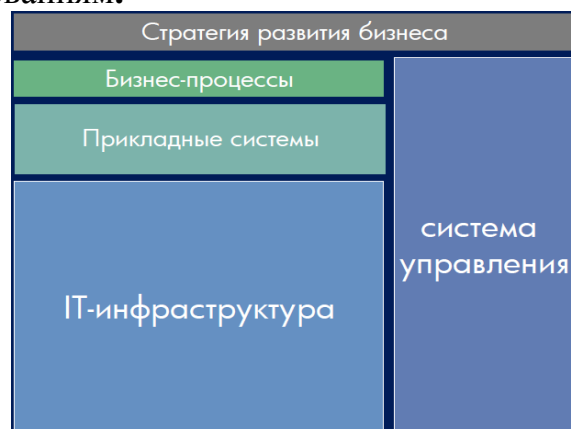 Стратегия развития бизнеса
Бизнес-процессы
Прикладные системы
система
управления
IT-инфраструктура